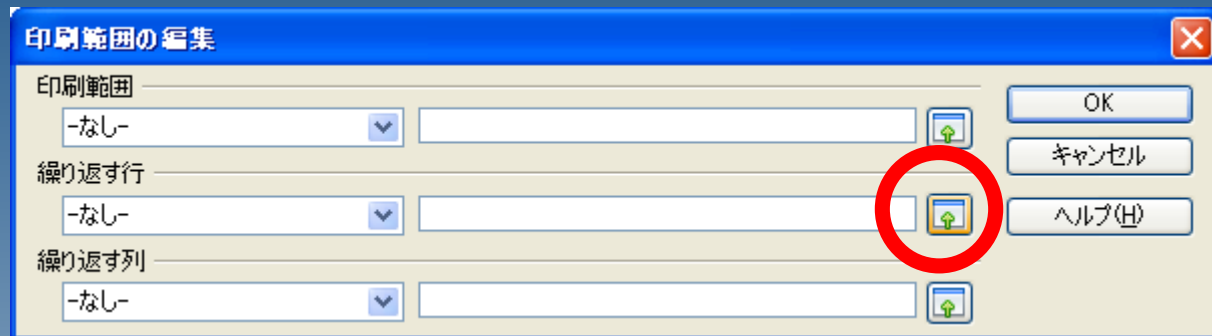 印刷範囲の編集
印刷範囲
-なし-
OK
キャンセル
繰り返す行
-なし-
ヘルプ(H)
繰り返す列
-なし-